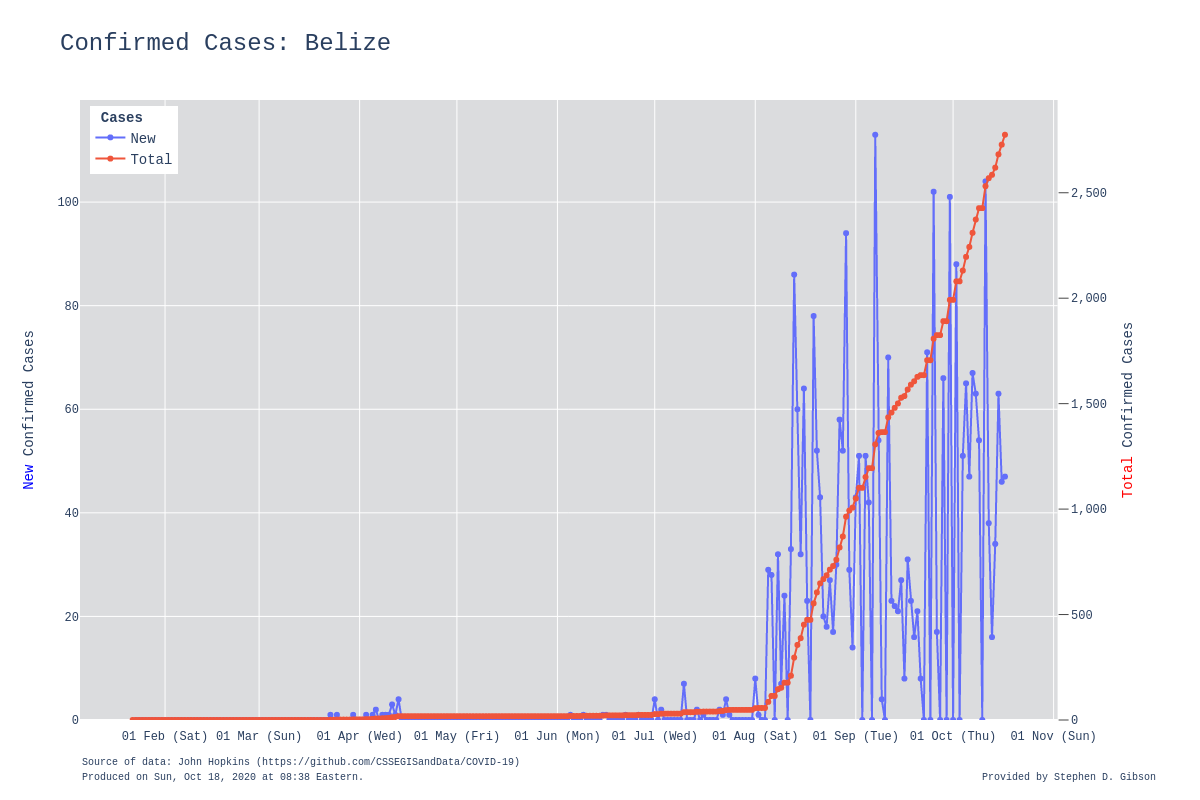 Confirmed Cases: Belize
Cases
New
Total
100
80
60
40
20
0
2,500
2,000
1,500
1,000
500
0
New Confirmed Cases
Total Confirmed Cases
01 Feb (Sat) 01 Mar (Sun) 01 Apr (Wed) 01 May (Fri) 01 Jun (Mon) 01 Jul (Wed) 01 Aug (Sat) 01 Sep (Tue) 01 Oct (Thu) 01 Nov (Sun)
Source of data: John Hopkins (https://github.com/CSSEGISandData/COVID-19)
Produced on Sun, Oct 18, 2020 at 08:38 Eastern.
Provided by Stephen D. Gibson